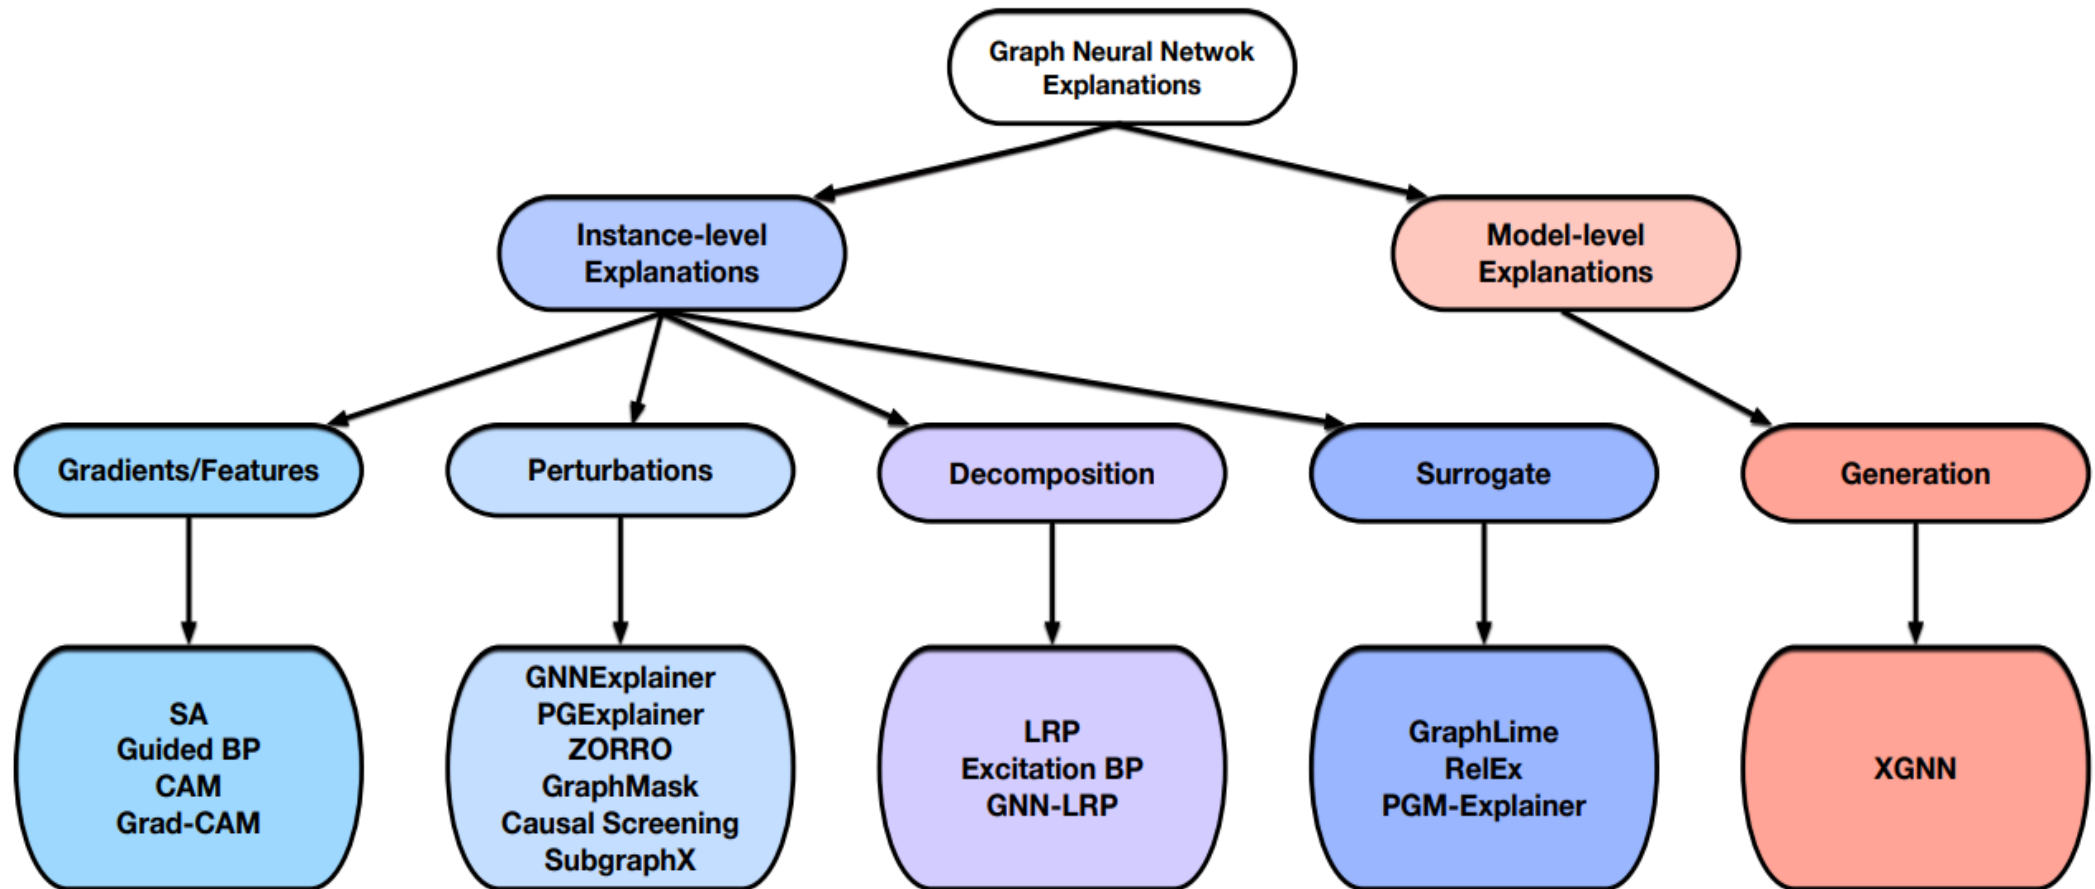 Graph Neural Netwok
Explanations
Instance-level
Explanations
Model-level
Explanations
Gradients/Features
Perturbations
Decomposition
Surrogate
Generation
SA
Guided BP
CAM
Grad-CAM
GNNExplainer
PGExplainer
ZORRO
GraphMask
Causal Screening
SubgraphX
LRP
Excitation BP
GNN-LRP
GraphLime
RelEx
PGM-Explainer
XGNN